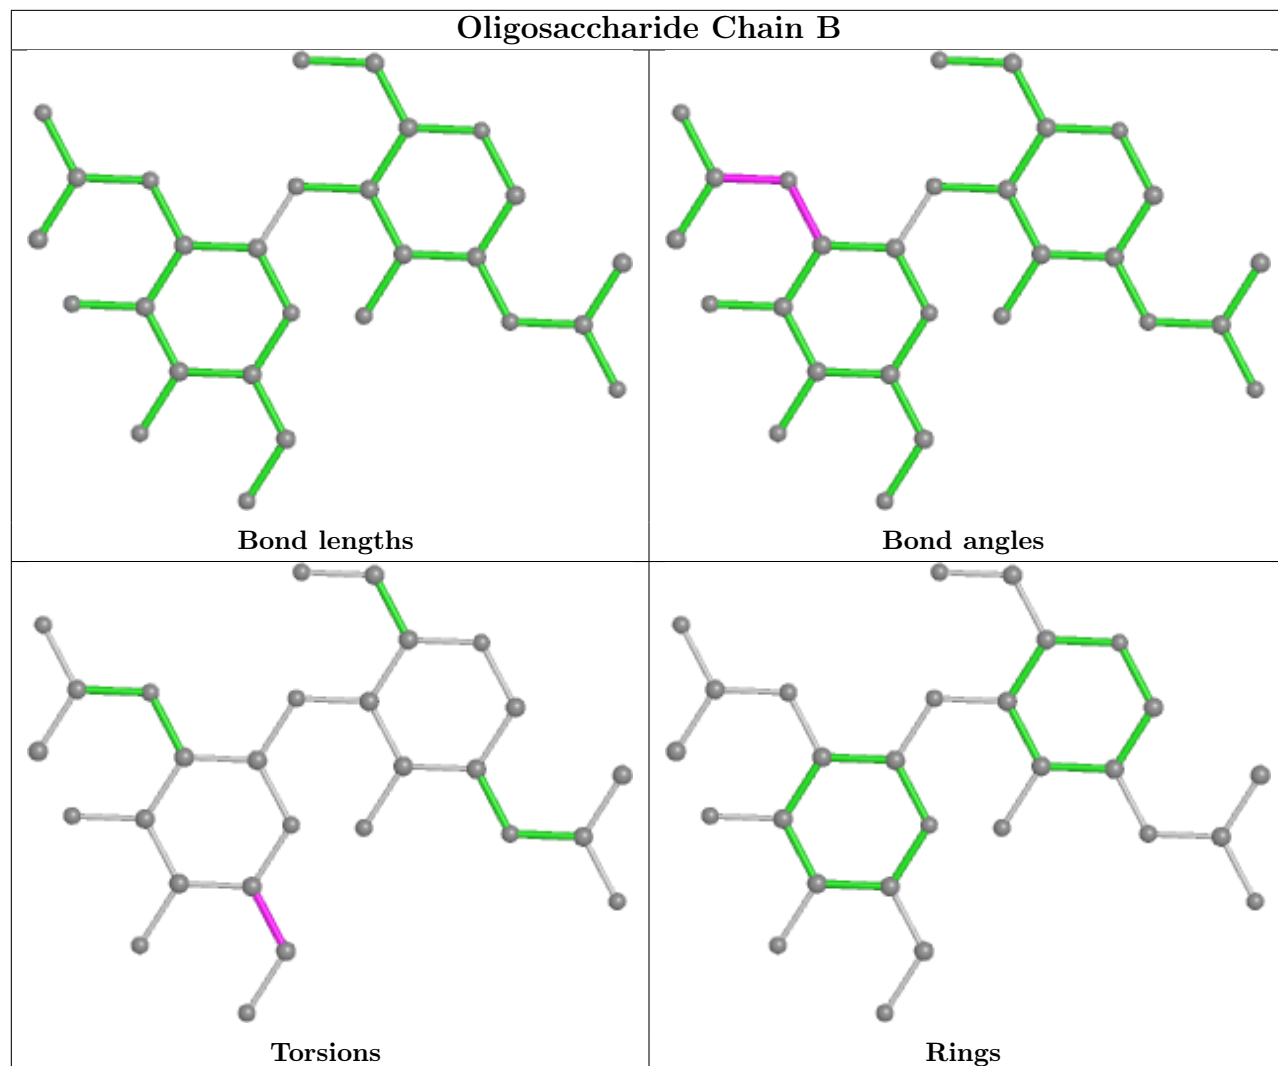 Oligosaccharide Chain B
Bond lengths
Bond angles
Torsions
Rings